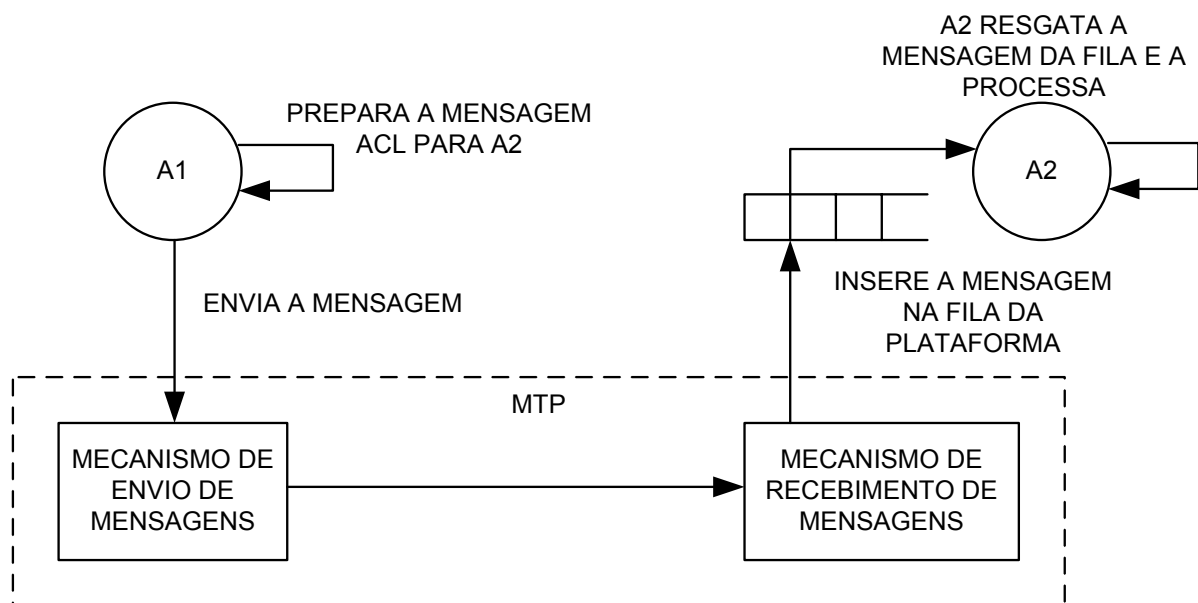 A1
PREPARA A MENSAGEM
ACL PARA A2
A2 RESGATA A
MENSAGEM DA FILA E A
PROCESSA
A2
ENVIA A MENSAGEM
INSERE A MENSAGEM
NA FILA DA
PLATAFORMA
MTP
MECANISMO DE
ENVIO DE
MENSAGENS
MECANISMO DE
RECEBIMENTO DE
MENSAGENS